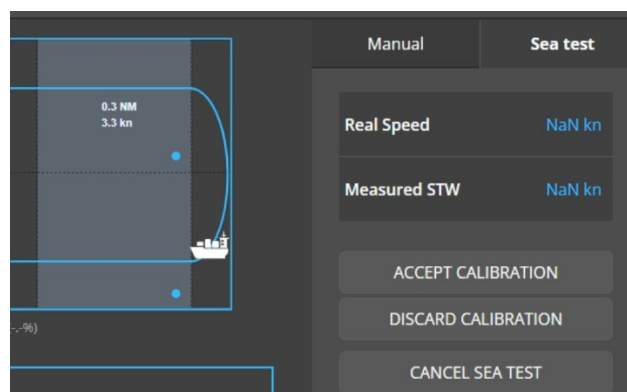 Manual Sea test
0.3 NM
3.3 kn
Real Speed NaN kn
Measured STW NaN kn
ACCEPT CALIBRATION
DISCARD CALIBRATION
-.-%)
CANCEL SEA TEST